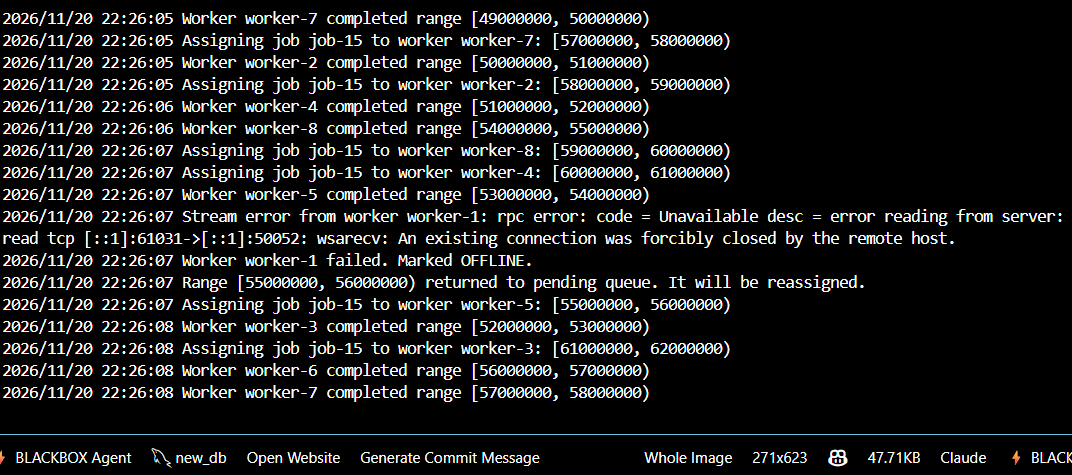 2026/11/20 22:26:05 Worker worker-7 completed range [49000000, 50000000)
2026/11/20 22:26:05 Assigning job job-15 to worker worker-7: [57000000, 58000000)
2026/11/20 22:26:05 Worker worker-2 completed range [50000000, 51000000)
2026/11/20 22:26:05 Assigning job job-15 to worker worker-2: [58000000, 59000000)
2026/11/20 22:26:06 Worker worker-4 completed range [51000000, 52000000)
2026/11/20 22:26:06 Worker worker-8 completed range [54000000, 55000000)
2026/11/20 22:26:07 Assigning job job-15 to worker worker-8: [59000000, 60000000)
2026/11/20 22:26:07 Assigning job job-15 to worker worker-4: [60000000, 61000000)
2026/11/20 22:26:07 Worker worker-5 completed range [53000000, 54000000)
2026/11/20 22:26:07 Stream error from worker worker-1: rpc error: code = Unavailable desc = error reading from server:
read tcp [::1]:61031->[::1]:50052: wsarecv: An existing connection was forcibly closed by the remote host.
2026/11/20 22:26:07 Worker worker-1 failed. Marked OFFLINE.
2026/11/20 22:26:07 Range [55000000, 56000000) returned to pending queue. It will be reassigned.
2026/11/20 22:26:07 Assigning job job-15 to worker worker-5: [55000000, 56000000)
2026/11/20 22:26:08 Worker worker-3 completed range [52000000, 53000000)
2026/11/20 22:26:08 Assigning job job-15 to worker worker-3: [61000000, 62000000)
2026/11/20 22:26:08 Worker worker-6 completed range [56000000, 57000000)
2026/11/20 22:26:08 Worker worker-7 completed range [57000000, 58000000)
BLACKBOX Agent new_db Open Website Generate Commit Message Whole Image 271x623 47.71KB Claude BLACK